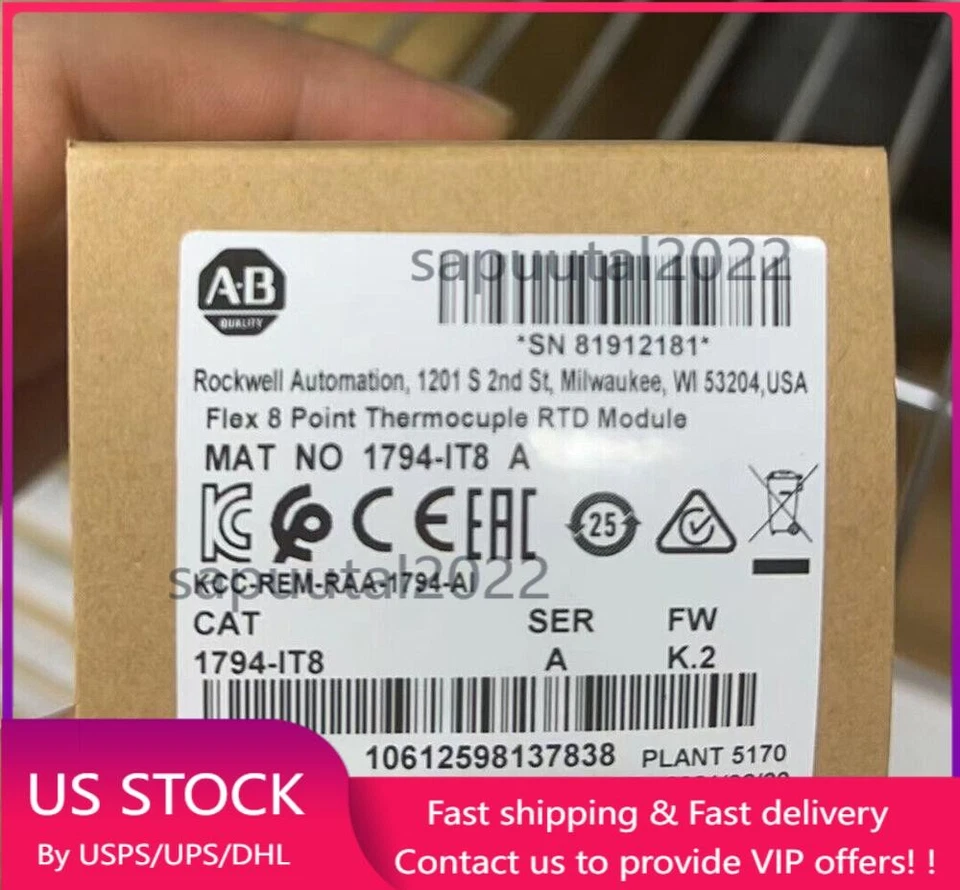 sapuutal2022
A·B
QUALITY
*SN 81912181*
Rockwell Automation, 1201 S 2nd St, Milwaukee, WI 53204,USA
Flex 8 Point Thermocuple RTD Module
MAT NO 1794-IT8 A
CE EAC 25
sapuutal2022
KCC-REM-RAA-1794-AI
CAT SER FW
1794-IT8 A K.2
10612598137838 PLANT 5170
US STOCK
By USPS/UPS/DHL
Fast shipping & Fast delivery
Contact us to provide VIP offers! !